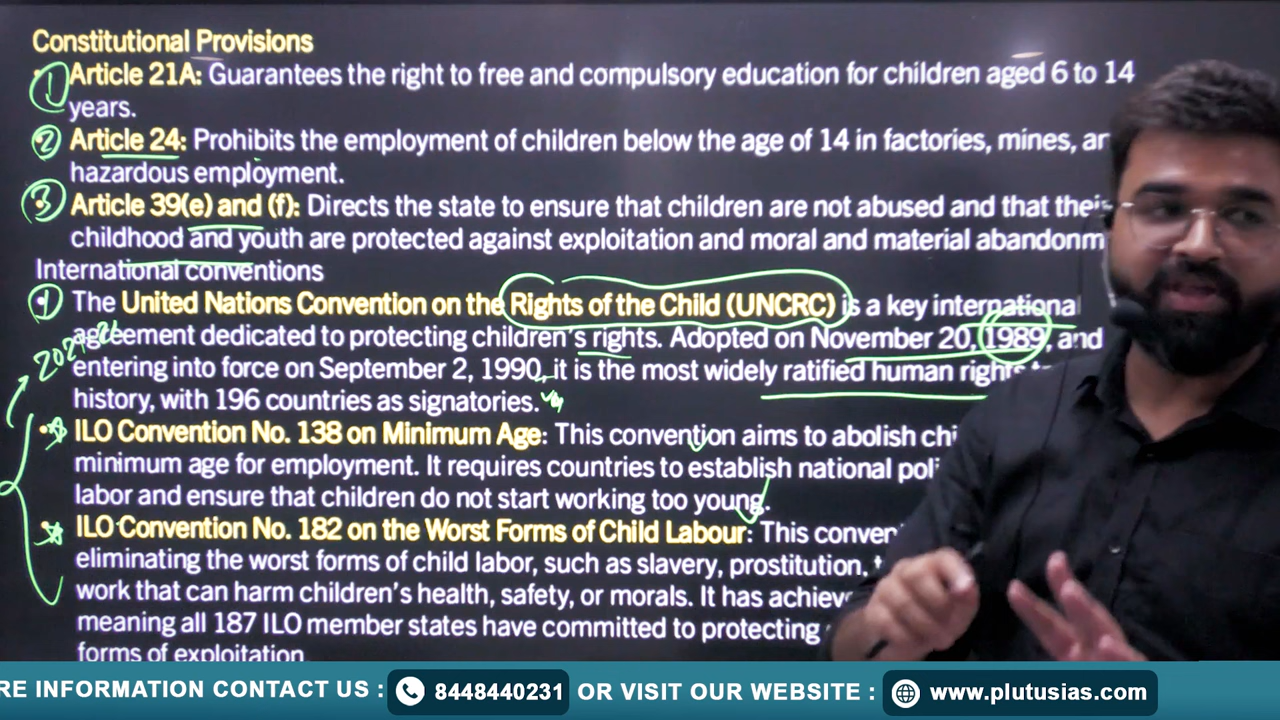 Constitutional Provisions
1 Article 21A: Guarantees the right to free and compulsory education for children aged 6 to 14
years.
2 Article 24: Prohibits the employment of children below the age of 14 in factories, mines,
hazardous employment.
3 Article 39(e) and (f): Directs the state to ensure that children are not abused and that
childhood and youth are protected against exploitation and moral and material
International conventions
1 The United Nations Convention on the Rights of the Child (UNCRC) is a key international
agreement dedicated to protecting children's rights. Adopted on November 20, 1989, and
entering into force on September 2, 1990, it is the most widely ratified human rights
history, with 196 countries as signatories.
• ILO Convention No. 138 on Minimum Age: This convention aims to abolish
minimum age for employment. It requires countries to establish national
labor and ensure that children do not start working too young.
ILO Convention No. 182 on the Worst Forms of Child Labour: This
eliminating the worst forms of child labor, such as slavery, prostitution,
work that can harm children's health, safety, or morals. It has
meaning all 187 ILO member states have committed to protecting
forms of exploitation
RE INFORMATION CONTACT US : 8448440231 OR VISIT OUR WEBSITE : www.plutusias.com